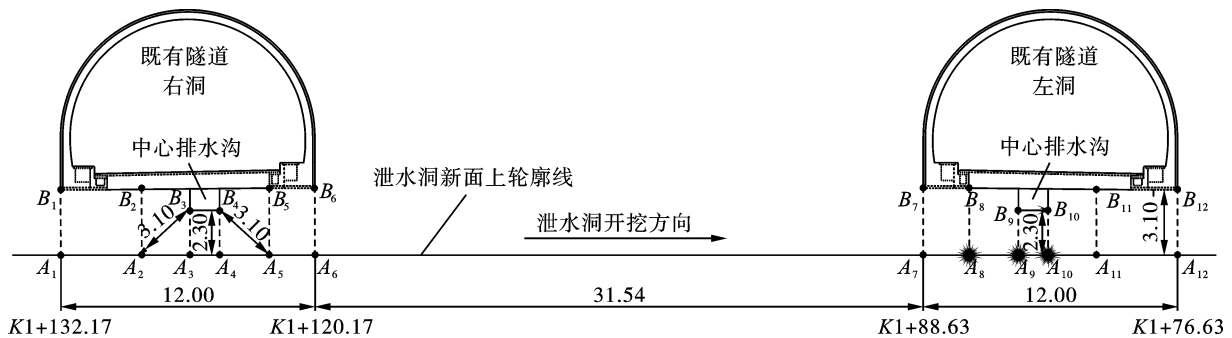 既有隧道
右洞
中心排水沟
B₁
B₂
B₃
B₄
B₅
B₆
3.10
2.30
3.10
A₁
A₂
A₃
A₄
A₅
A₆
12.00
K1+132.17
K1+120.17
泄水洞新面上轮廓线
泄水洞开挖方向
31.54
既有隧道
左洞
中心排水沟
B₇
B₈
B₉
B₁₀
B₁₁
B₁₂
2.30
3.10
A₇
A₈
A₉
A₁₀
A₁₁
A₁₂
12.00
K1+88.63
K1+76.63